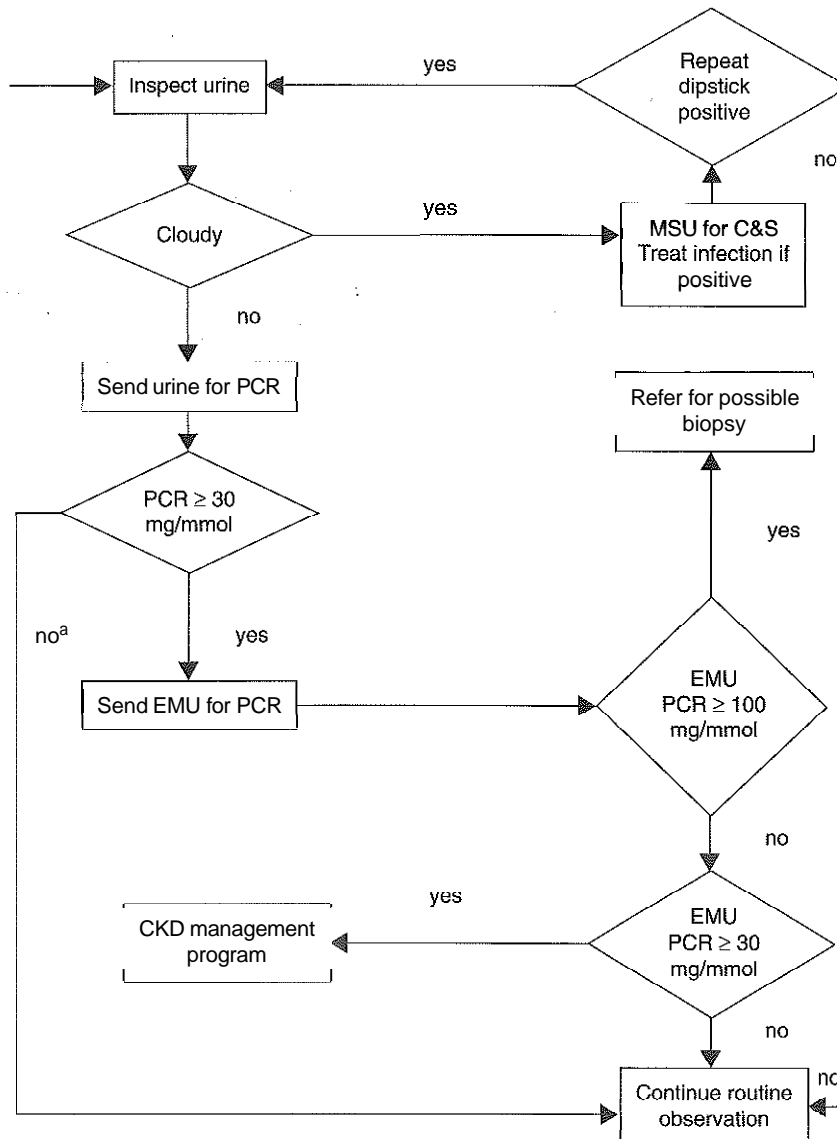 yes
Repeat
dipstick
positive
Inspect urine
no
Cloudy
yes
MSU for C&S
Treat infection if
positive
no
Send urine for PCR
Refer for possible
biopsy
PCR ≥ 30
mg/mmol
yes
noᵃ
yes
Send EMU for PCR
EMU
PCR ≥ 100
mg/mmol
no
yes
CKD management
program
EMU
PCR ≥ 30
mg/mmol
no
no
Continue routine
observation